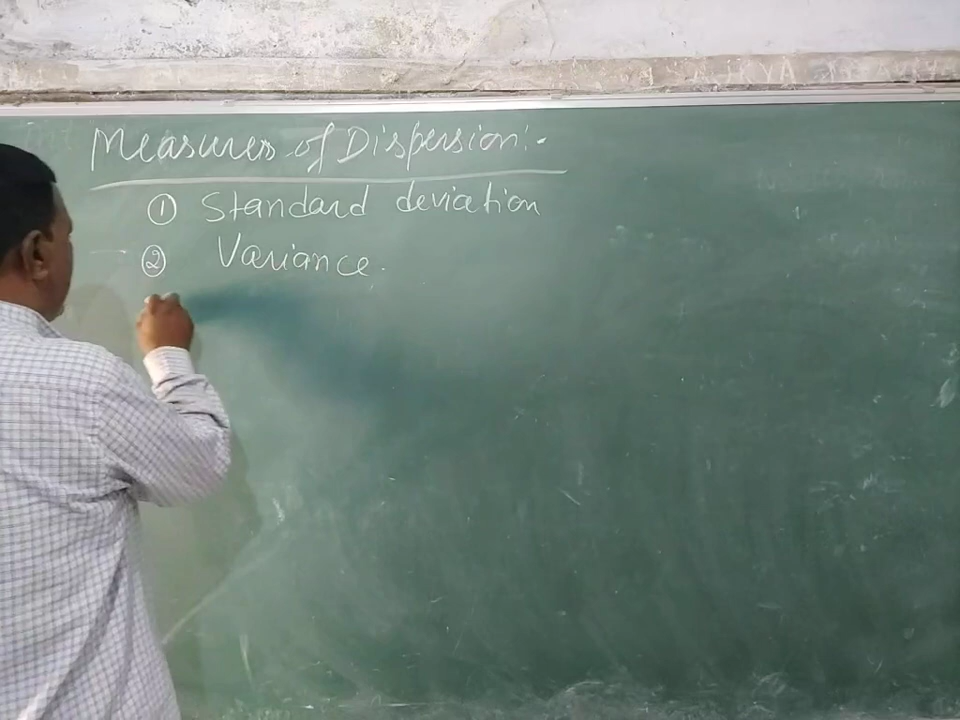 Measures of Dispersion:-
① Standard deviation
② Variance.